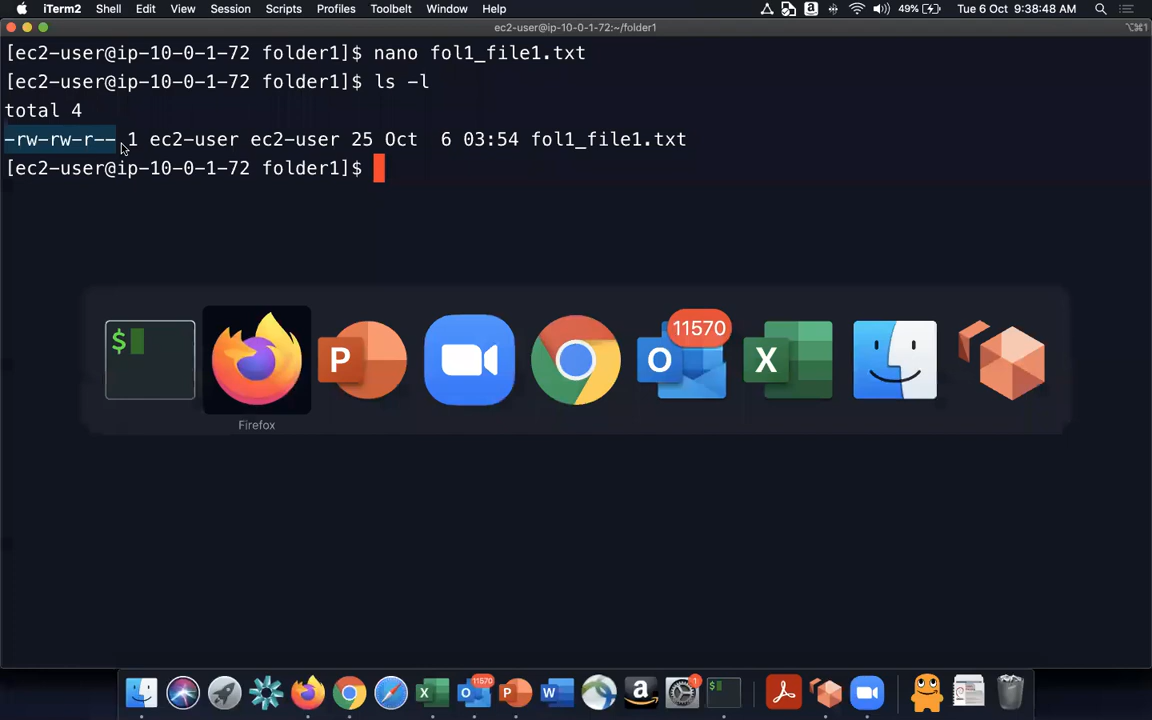 iTerm2 Shell Edit View Session Scripts Profiles Toolbelt Window Help 49% Tue 6 Oct 9:38:48 AM
ec2-user@ip-10-0-1-72:~/folder1 ⌥⌘1
[ec2-user@ip-10-0-1-72 folder1]$ nano fol1_file1.txt
[ec2-user@ip-10-0-1-72 folder1]$ ls -l
total 4
-rw-rw-r-- 1 ec2-user ec2-user 25 Oct  6 03:54 fol1_file1.txt
[ec2-user@ip-10-0-1-72 folder1]$
$ P O 11570 X
Firefox
X O 11570 P W a 1 $